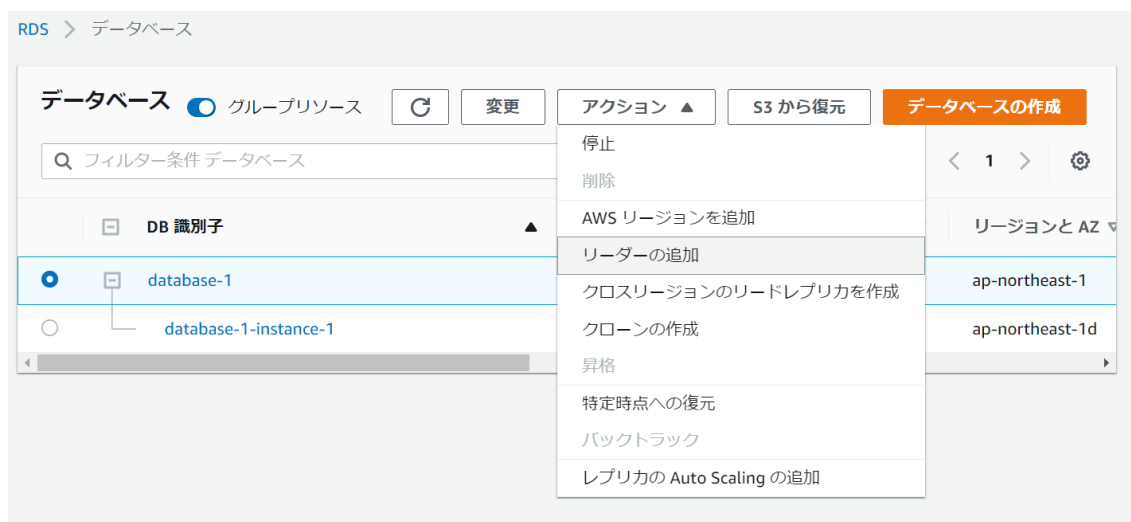 RDS > データベース
データベース グループリソース 変更 アクション ▲ S3 から復元 データベースの作成
フィルター条件 データベース < 1 >
停止
削除
AWS リージョンを追加
リーダーの追加
クロスリージョンのリードレプリカを作成
クローンの作成
昇格
特定時点への復元
バックトラック
レプリカの Auto Scaling の追加
DB 識別子 ▲ リージョンと AZ
database-1 ap-northeast-1
database-1-instance-1 ap-northeast-1d